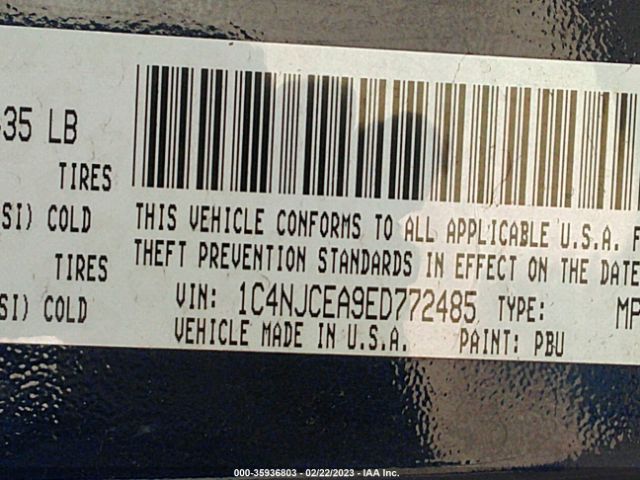 35 LB
TIRES
SI) COLD
TIRES
SI) COLD
THIS VEHICLE CONFORMS TO ALL APPLICABLE U.S.A. F
THEFT PREVENTION STANDARDS IN EFFECT ON THE DATE
VIN: 1C4NJCEA9ED772485 TYPE: MP
VEHICLE MADE IN U.S.A. PAINT: PBU
000-35936803 - 02/22/2023 - IAA Inc.